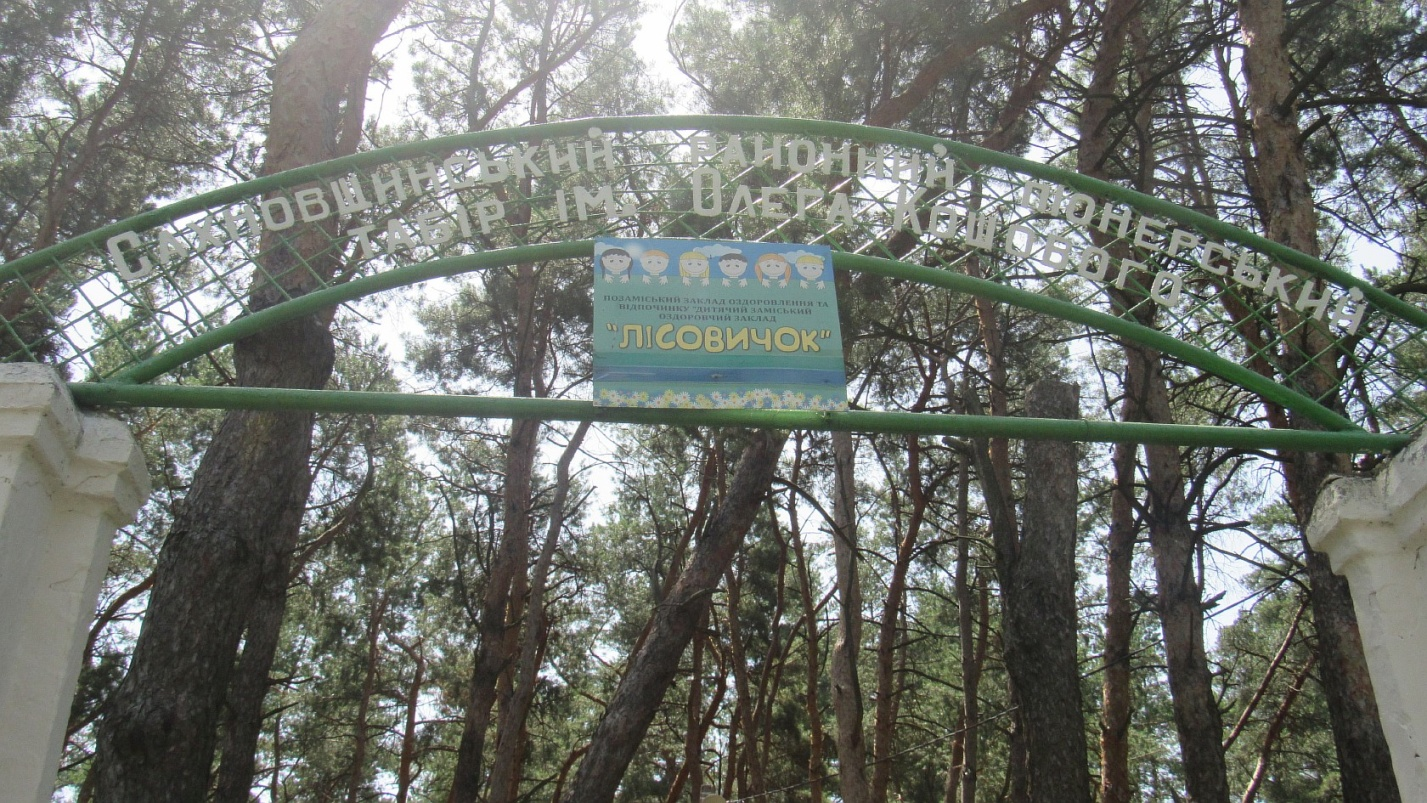 Сахновщинський районний піонерський
табір ім. Олега Кошового
ПОЗАМІСЬКИЙ ЗАКЛАД ОЗДОРОВЛЕННЯ ТА
ВІДПОЧИНКУ "ДИТЯЧИЙ ЗАМІСЬКИЙ
ОЗДОРОВЧИЙ ЗАКЛАД
"ЛІСОВИЧОК"